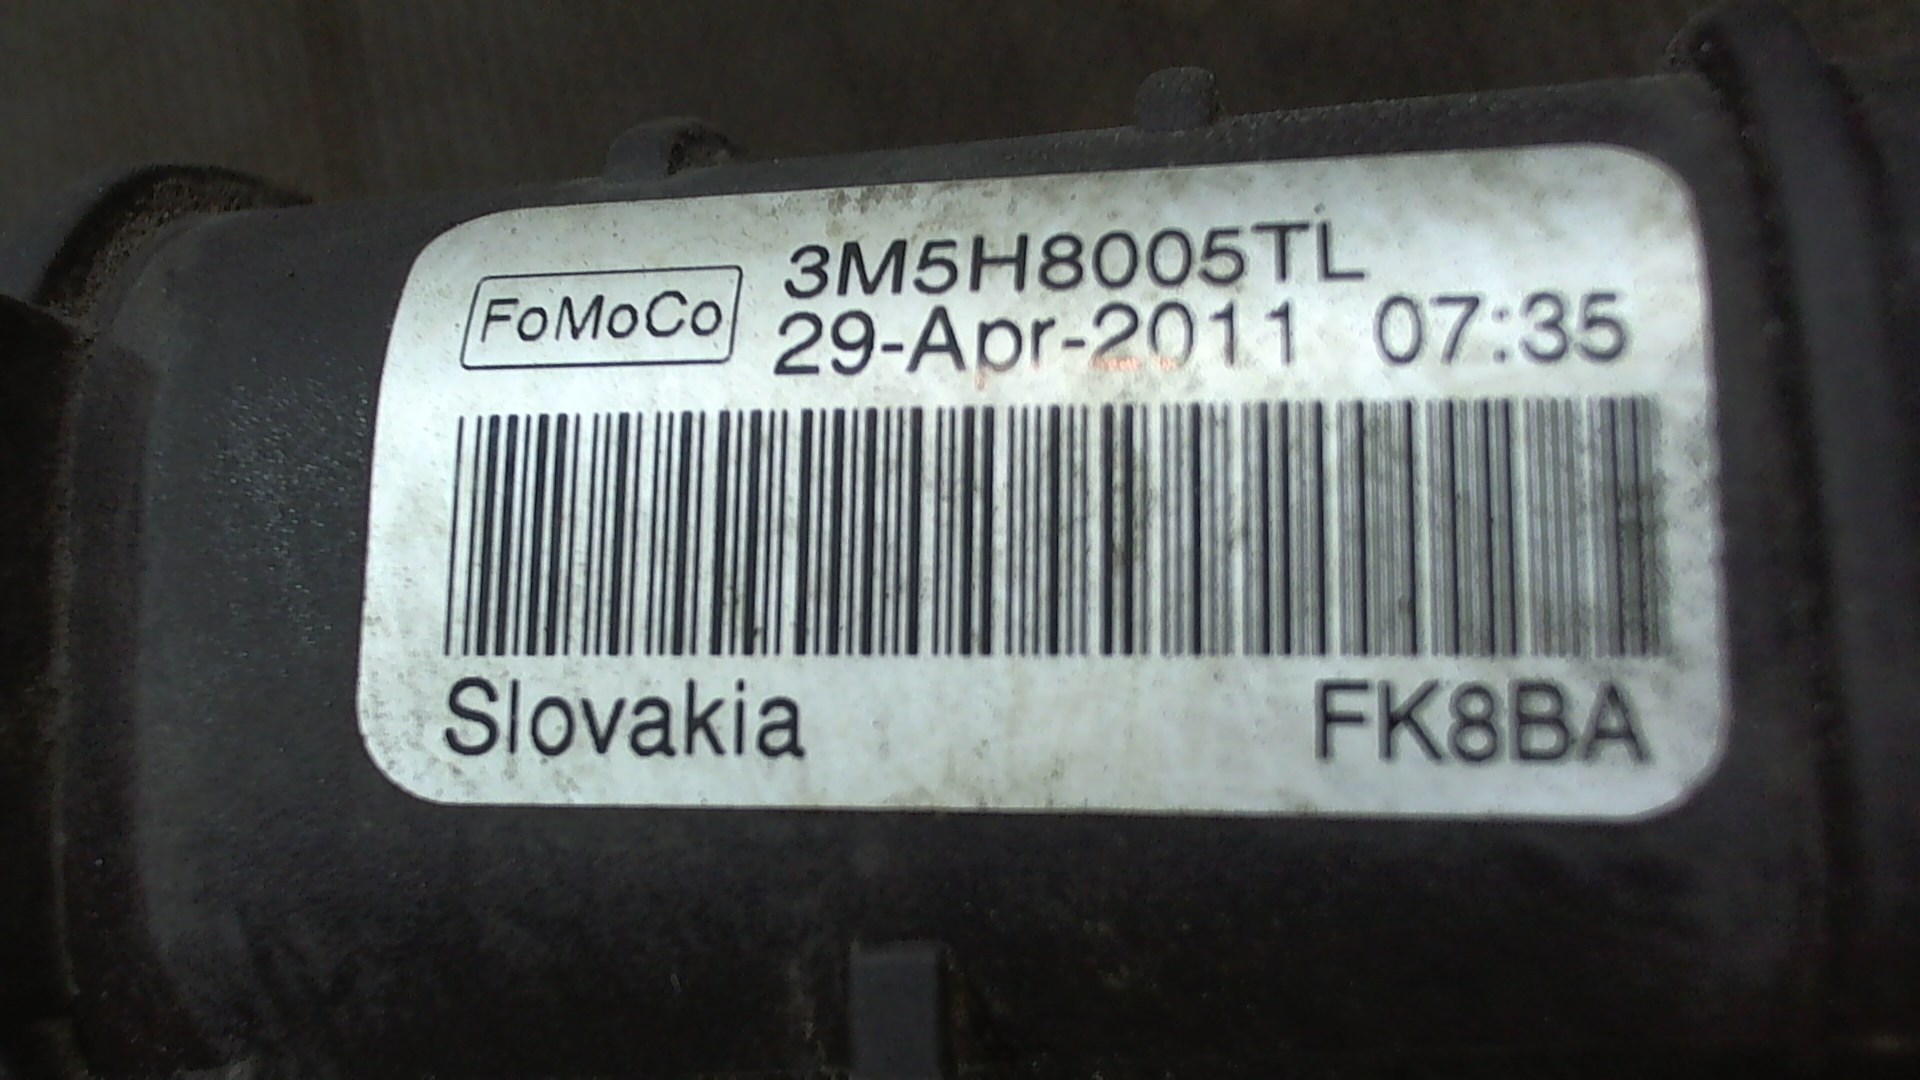 FoMoCo
3M5H8005TL
29-Apr-2011 07:35
Slovakia FK8BA